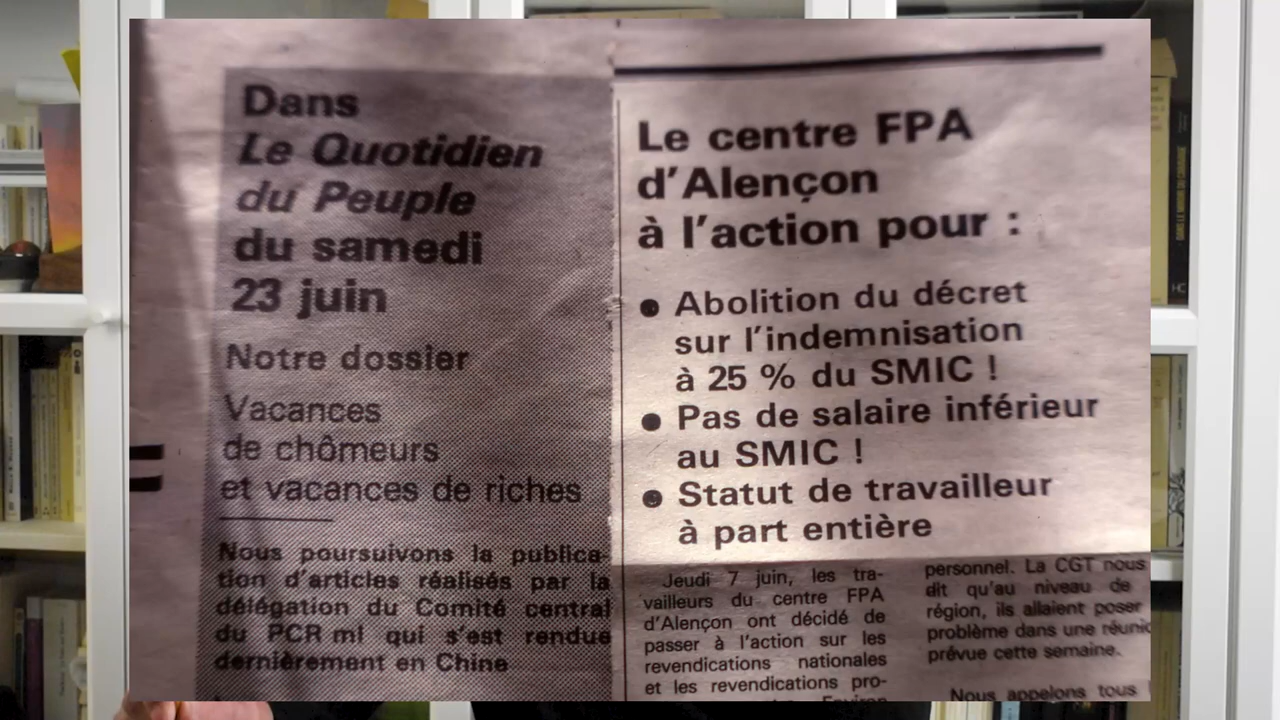 Dans
Le Quotidien
du Peuple
du samedi
23 juin
Notre dossier
Vacances
de chômeurs
et vacances de riches
Nous poursuivons la publica-
tion d'articles réalisés par la
délégation du Comité central
du PCR ml qui s'est rendue
dernièrement en Chine
Le centre FPA
d'Alençon
à l'action pour :
● Abolition du décret
sur l'indemnisation
à 25 % du SMIC !
● Pas de salaire inférieur
au SMIC !
● Statut de travailleur
à part entière
Jeudi 7 juin, les tra-
vailleurs du centre FPA
d'Alençon ont décidé de
passer à l'action sur les
revendications nationales
et les revendications pro-
Environ
personnel. La CGT nous
dit qu'au niveau de
région, ils allaient poser
problème dans une réunio
prévue cette semaine.
Nous appelons tous